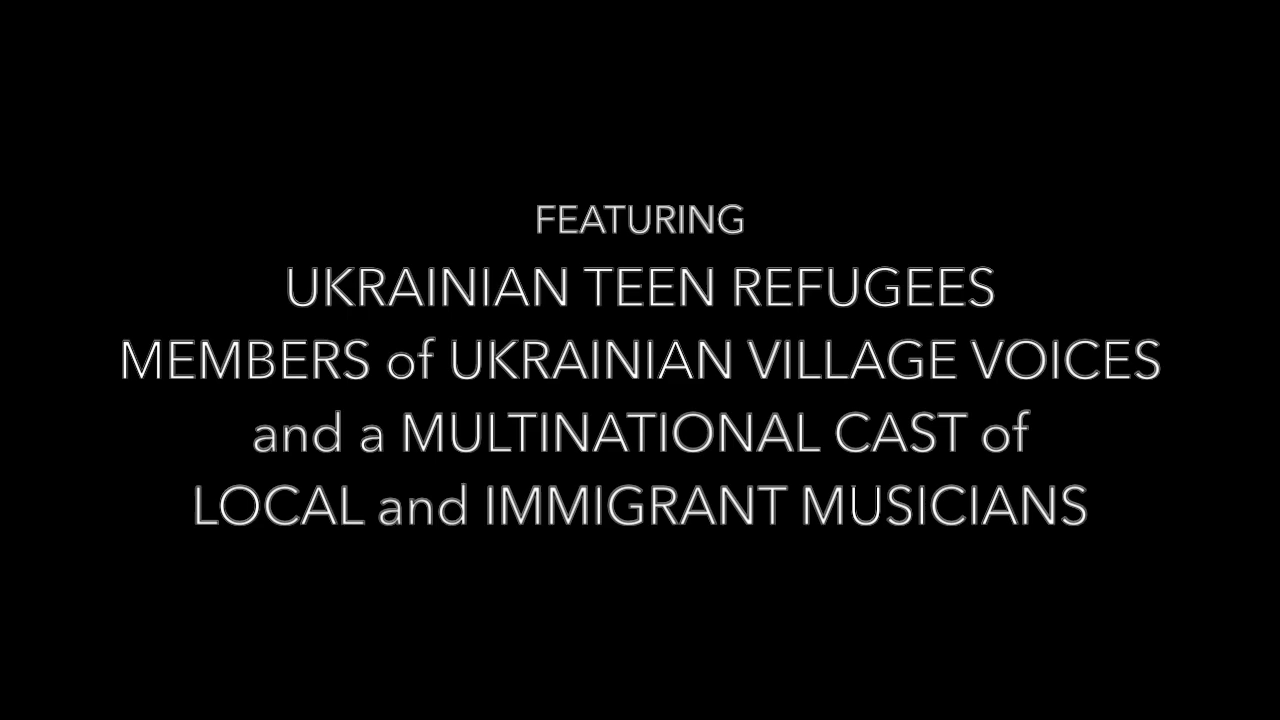 FEATURING
UKRAINIAN TEEN REFUGEES
MEMBERS of UKRAINIAN VILLAGE VOICES
and a MULTINATIONAL CAST of
LOCAL and IMMIGRANT MUSICIANS